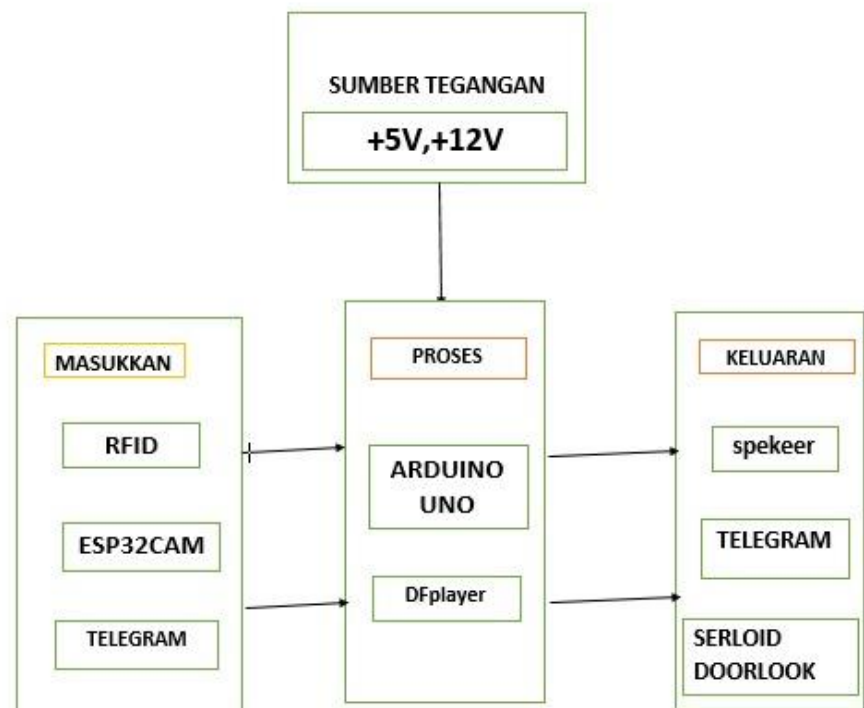 SUMBER TEGANGAN
+5V,+12V
MASUKKAN
RFID
ESP32CAM
TELEGRAM
PROSES
ARDUINO
UNO
DFplayer
KELUARAN
spekeer
TELEGRAM
SERLOID
DOORLOOK